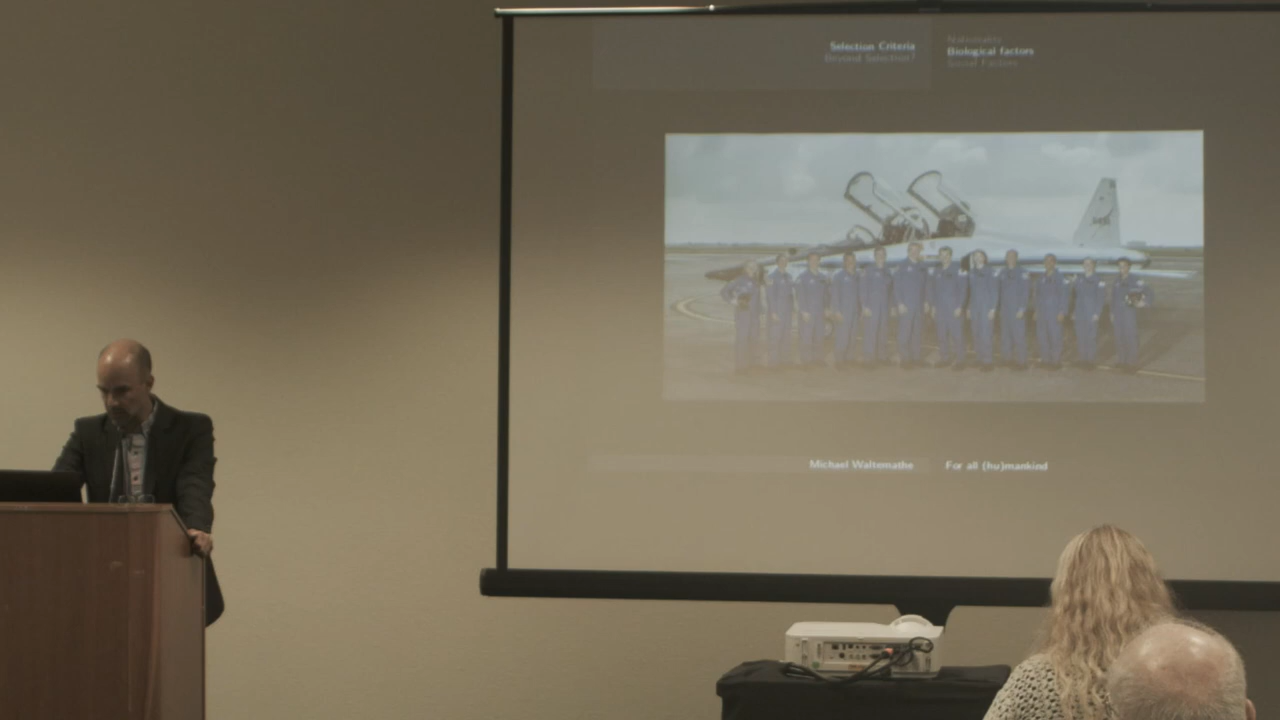 Selection Criteria
Beyond Selection?
Nationality
Biological factors
Social Factors
Michael Waltemathe
For all (hu)mankind